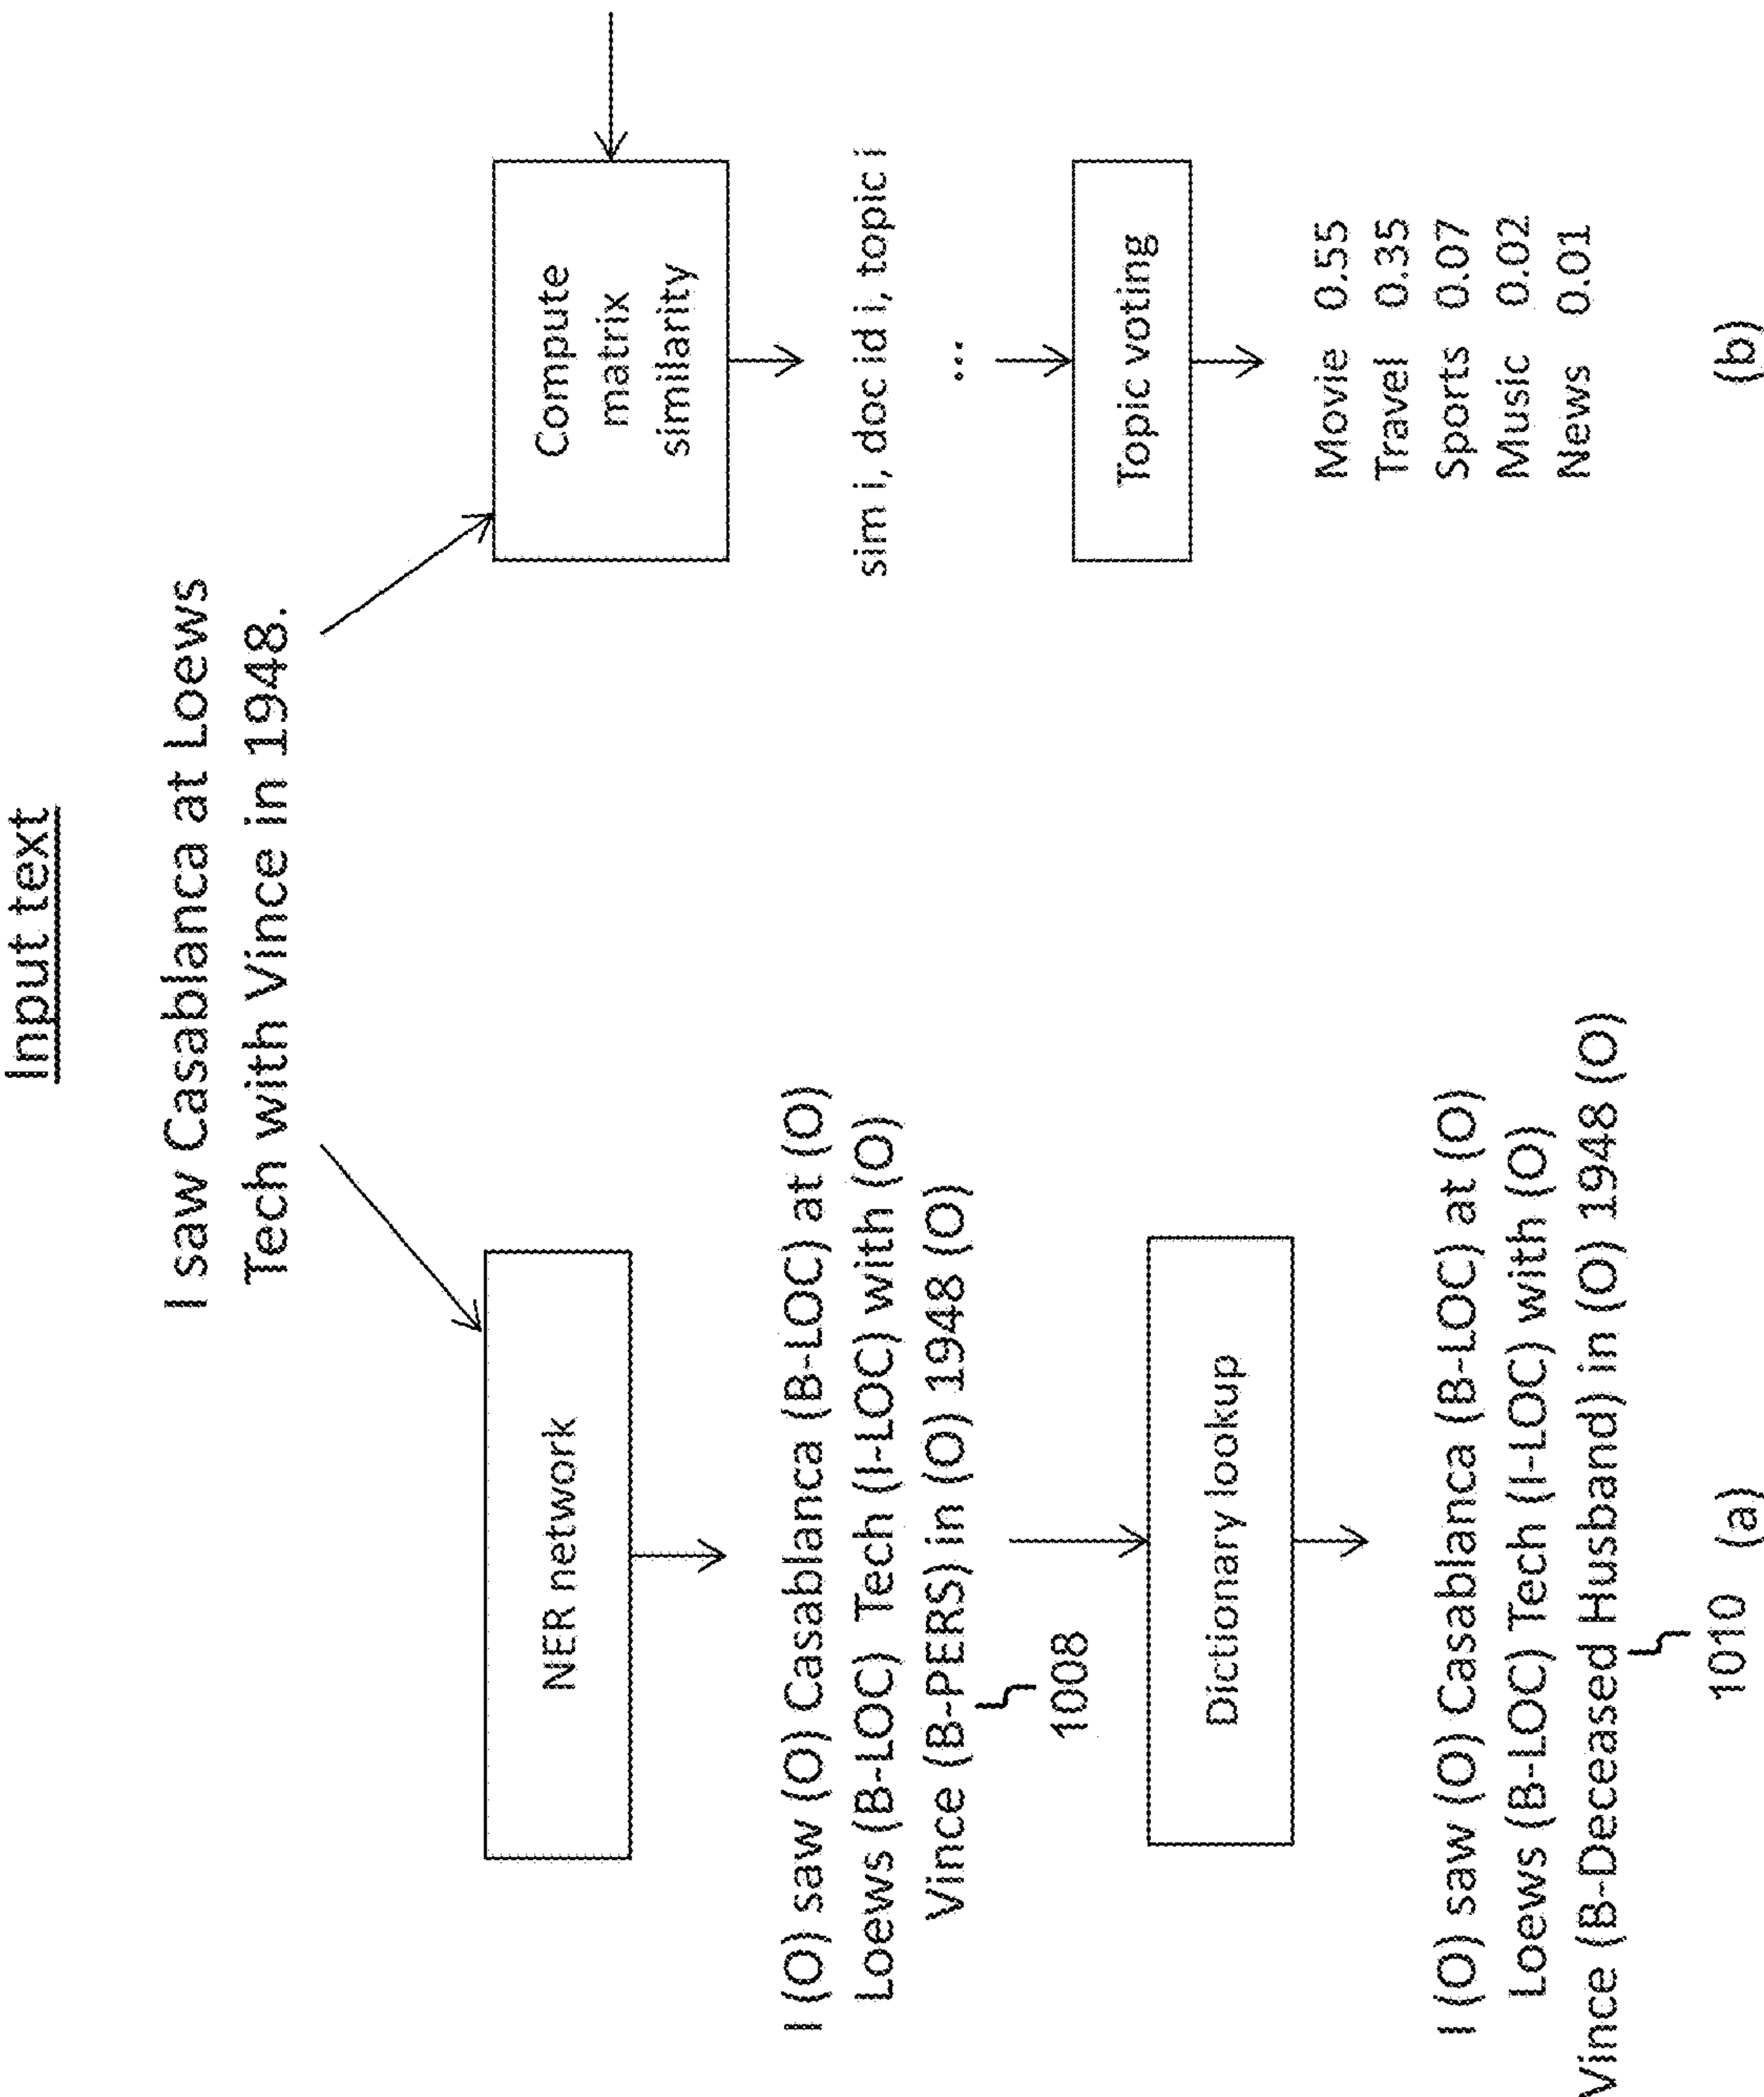 Input text
I saw Casablanca at Loews
Tech with Vince in 1948.
NER network
I (O) saw (O) Casablanca (B-LOC) at (O)
Loews (B-LOC) Tech (I-LOC) with (O)
Vince (B-PERS) in (O) 1948 (O)
1008
Dictionary lookup
I (O) saw (O) Casablanca (B-LOC) at (O)
Loews (B-LOC) Tech (I-LOC) with (O)
Vince (B-Deceased Husband) in (O) 1948 (O)
1010
(a)
Compute
matrix
similarity
sim i, doc id i, topic i
...
Topic voting
Movie 0.55
Travel 0.35
Sports 0.07
Music 0.02
News 0.01
(b)